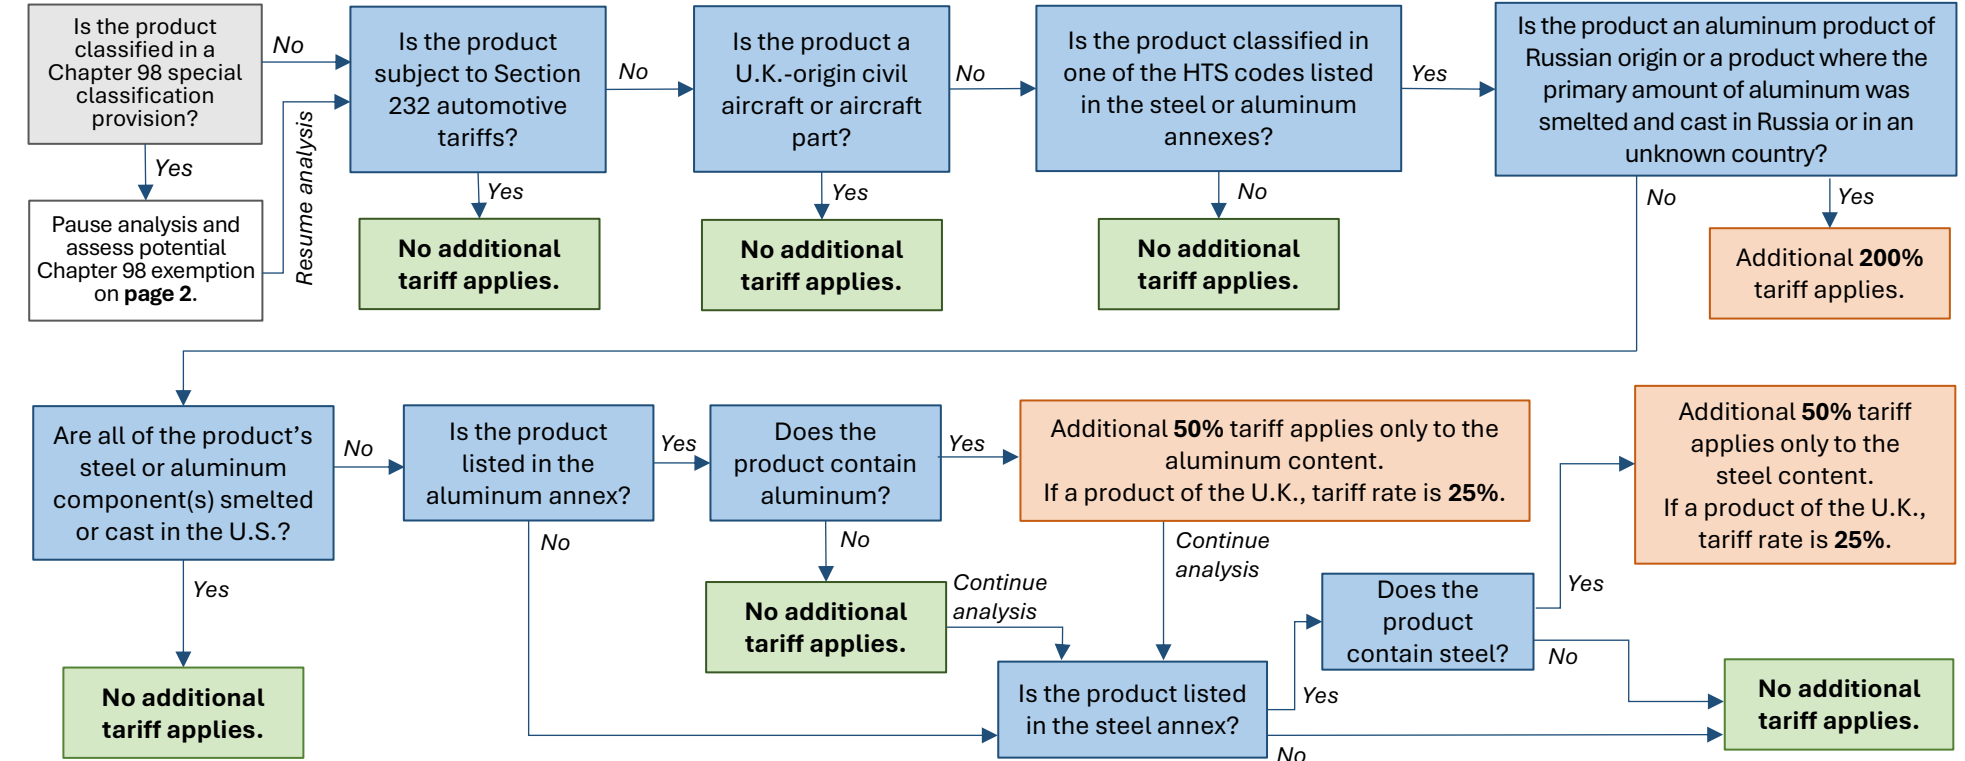 Is the product
classified in a
Chapter 98 special
classification
provision?
No
Yes
Pause analysis and
assess potential
Chapter 98 exemption
on page 2.
Resume analysis
Is the product
subject to Section
232 automotive
tariffs?
No
Yes
No additional
tariff applies.
Is the product a
U.K.-origin civil
aircraft or aircraft
part?
No
Yes
No additional
tariff applies.
Is the product classified in
one of the HTS codes listed
in the steel or aluminum
annexes?
Yes
No
No additional
tariff applies.
Is the product an aluminum product of
Russian origin or a product where the
primary amount of aluminum was
smelted and cast in Russia or in an
unknown country?
No
Yes
Additional 200%
tariff applies.
Are all of the product's
steel or aluminum
component(s) smelted
or cast in the U.S.?
No
Yes
No additional
tariff applies.
Is the product
listed in the
aluminum annex?
Yes
No
Does the
product contain
aluminum?
Yes
No
No additional
tariff applies.
Continue
analysis
Additional 50% tariff applies only to the
aluminum content.
If a product of the U.K., tariff rate is 25%.
Continue
analysis
Is the product listed
in the steel annex?
Yes
No
Does the
product
contain steel?
Yes
No
Additional 50% tariff
applies only to the
steel content.
If a product of the U.K.,
tariff rate is 25%.
No additional
tariff applies.